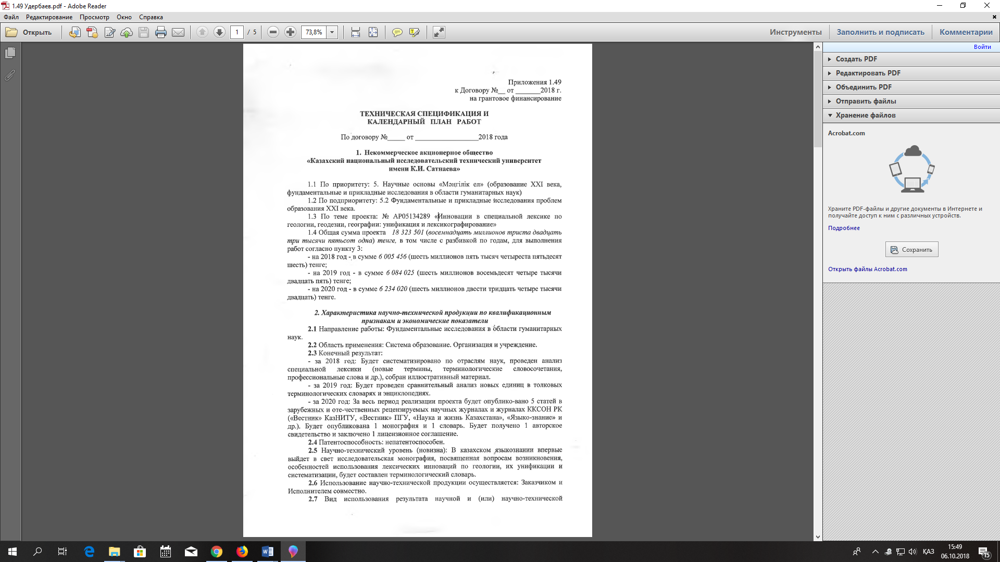 1.49 Удербаев.pdf - Adobe Reader
Файл Редактирование Просмотр Окно Справка
Открыть 1 / 5 73,8% Инструменты Заполнить и подписать Комментарии
Войти
Создать PDF
Редактировать PDF
Объединить PDF
Отправить файлы
Хранение файлов
Acrobat.com
Храните PDF-файлы и другие документы в Интернете и
получайте доступ к ним с различных устройств.
Подробнее
Сохранить
Открыть файлы Acrobat.com
Приложения 1.49
к Договору №__ от _______2018 г.
на грантовое финансирование
ТЕХНИЧЕСКАЯ СПЕЦИФИКАЦИЯ И
КАЛЕНДАРНЫЙ ПЛАН РАБОТ
По договору №_____ от __________________2018 года
1. Некоммерческое акционерное общество
«Казахский национальный исследовательский технический университет
имени К.И. Сатпаева»
1.1 По приоритету: 5. Научные основы «Мәңгілік ел» (образование XXI века,
фундаментальные и прикладные исследования в области гуманитарных наук)
1.2 По подприоритету: 5.2 Фундаментальные и прикладные исследования проблем
образования XXI века.
1.3 По теме проекта: № АР05134289 «Инновации в специальной лексике по
геологии, геодезии, географии: унификация и лексикографирование»
1.4 Общая сумма проекта 18 323 501 (восемнадцать миллионов триста двадцать
три тысячи пятьсот одна) тенге, в том числе с разбивкой по годам, для выполнения
работ согласно пункту 3:
- на 2018 год - в сумме 6 005 456 (шесть миллионов пять тысяч четыреста пятьдесят
шесть) тенге;
- на 2019 год - в сумме 6 084 025 (шесть миллионов восемьдесят четыре тысячи
двадцать пять) тенге;
- на 2020 год - в сумме 6 234 020 (шесть миллионов двести тридцать четыре тысячи
двадцать) тенге.
2. Характеристика научно-технической продукции по квалификационным
признакам и экономические показатели
2.1 Направление работы: Фундаментальные исследования в области гуманитарных
наук.
2.2 Область применения: Система образование. Организация и учреждение.
2.3 Конечный результат:
- за 2018 год: Будет систематизировано по отраслям наук, проведен анализ
специальной лексики (новые термины, терминологические словосочетания,
профессиональные слова и др.), собран иллюстративный материал.
- за 2019 год: Будет проведен сравнительный анализ новых единиц в толковых
терминологических словарях и энциклопедиях.
- за 2020 год: За весь период реализации проекта будет опублико-вано 5 статей в
зарубежных и оте-чественных рецензируемых научных журналах и журналах ККСОН РК
(«Вестник» КазНИТУ, «Вестник» ПГУ, «Наука и жизнь Казахстана», «Языко-знание» и
др.). Будет опубликована 1 монография и 1 словарь. Будет получено 1 авторское
свидетельство и заключено 1 лицензионное соглашение.
2.4 Патентоспособность: непатентоспособен.
2.5 Научно-технический уровень (новизна): В казахском языкознании впервые
выйдет в свет исследовательская монография, посвященная вопросам возникновения,
особенностей использования лексических инноваций по геологии, их унификации и
систематизации, будет составлен терминологический словарь.
2.6 Использование научно-технической продукции осуществляется: Заказчиком и
Исполнителем совместно.
2.7 Вид использования результата научной и (или) научно-технической
ҚАЗ
15:49
06.10.2018
15